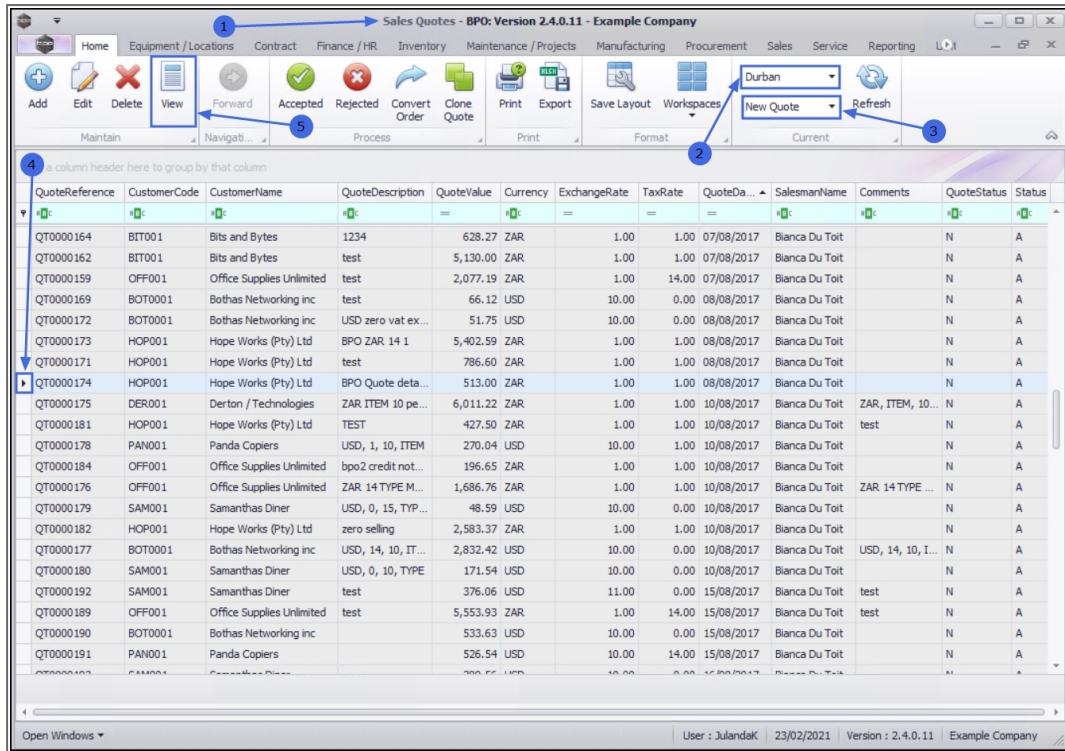 1
Sales Quotes - BPO: Version 2.4.0.11 - Example Company
Home Equipment / Locations Contract Finance / HR Inventory Maintenance / Projects Manufacturing Procurement Sales Service Reporting
Add Edit Delete View Forward Accepted Rejected Convert Order Clone Quote Print Export Save Layout Workspaces Durban New Quote Refresh
Maintain Navigati... Process Print Format Current
5 2 3
4 a column header here to group by that column
QuoteReference CustomerCode CustomerName QuoteDescription QuoteValue Currency ExchangeRate TaxRate QuoteDa... SalesmanName Comments QuoteStatus Status
QT0000164 BIT001 Bits and Bytes 1234 628.27 ZAR 1.00 1.00 07/08/2017 Bianca Du Toit N A
QT0000162 BIT001 Bits and Bytes test 5,130.00 ZAR 1.00 1.00 07/08/2017 Bianca Du Toit N A
QT0000159 OFF001 Office Supplies Unlimited test 2,077.19 ZAR 1.00 14.00 07/08/2017 Bianca Du Toit N A
QT0000169 BOT0001 Bothas Networking inc test 66.12 USD 10.00 0.00 08/08/2017 Bianca Du Toit N A
QT0000172 BOT0001 Bothas Networking inc USD zero vat ex... 51.75 USD 10.00 0.00 08/08/2017 Bianca Du Toit N A
QT0000173 HOP001 Hope Works (Pty) Ltd BPO ZAR 14 1 5,402.59 ZAR 1.00 1.00 08/08/2017 Bianca Du Toit N A
QT0000171 HOP001 Hope Works (Pty) Ltd test 786.60 ZAR 1.00 1.00 08/08/2017 Bianca Du Toit N A
QT0000174 HOP001 Hope Works (Pty) Ltd BPO Quote deta... 513.00 ZAR 1.00 1.00 08/08/2017 Bianca Du Toit N A
QT0000175 DER001 Derton / Technologies ZAR ITEM 10 pe... 6,011.22 ZAR 1.00 1.00 10/08/2017 Bianca Du Toit ZAR, ITEM, 10... N A
QT0000181 HOP001 Hope Works (Pty) Ltd TEST 427.50 ZAR 1.00 1.00 10/08/2017 Bianca Du Toit test N A
QT0000178 PAN001 Panda Copiers USD, 1, 10, ITEM 270.04 USD 10.00 1.00 10/08/2017 Bianca Du Toit N A
QT0000184 OFF001 Office Supplies Unlimited bpo2 credit not... 196.65 ZAR 1.00 1.00 10/08/2017 Bianca Du Toit N A
QT0000176 OFF001 Office Supplies Unlimited ZAR 14 TYPE M... 1,686.76 ZAR 1.00 1.00 10/08/2017 Bianca Du Toit ZAR 14 TYPE ... N A
QT0000179 SAM001 Samanthas Diner USD, 0, 15, TYP... 48.59 USD 10.00 0.00 10/08/2017 Bianca Du Toit N A
QT0000182 HOP001 Hope Works (Pty) Ltd zero selling 2,583.37 ZAR 1.00 1.00 10/08/2017 Bianca Du Toit N A
QT0000177 BOT0001 Bothas Networking inc USD, 14, 10, IT... 2,832.42 USD 10.00 0.00 10/08/2017 Bianca Du Toit USD, 14, 10, I... N A
QT0000180 SAM001 Samanthas Diner USD, 0, 10, TYPE 171.54 USD 10.00 0.00 10/08/2017 Bianca Du Toit N A
QT0000192 SAM001 Samanthas Diner test 376.06 USD 11.00 0.00 15/08/2017 Bianca Du Toit test N A
QT0000189 OFF001 Office Supplies Unlimited test 5,553.93 ZAR 1.00 14.00 15/08/2017 Bianca Du Toit test N A
QT0000190 BOT0001 Bothas Networking inc 533.63 USD 10.00 0.00 15/08/2017 Bianca Du Toit N A
QT0000191 PAN001 Panda Copiers 526.54 USD 10.00 14.00 15/08/2017 Bianca Du Toit N A
Open Windows User : JulandaK 23/02/2021 Version : 2.4.0.11 Example Company